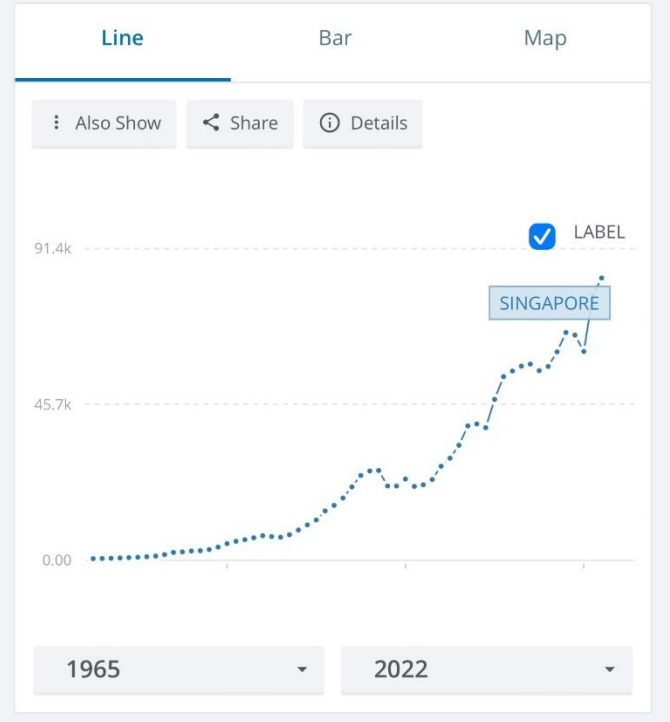 Line Bar Map
Also Show Share Details
LABEL
91.4k
SINGAPORE
45.7k
0.00
1965 2022